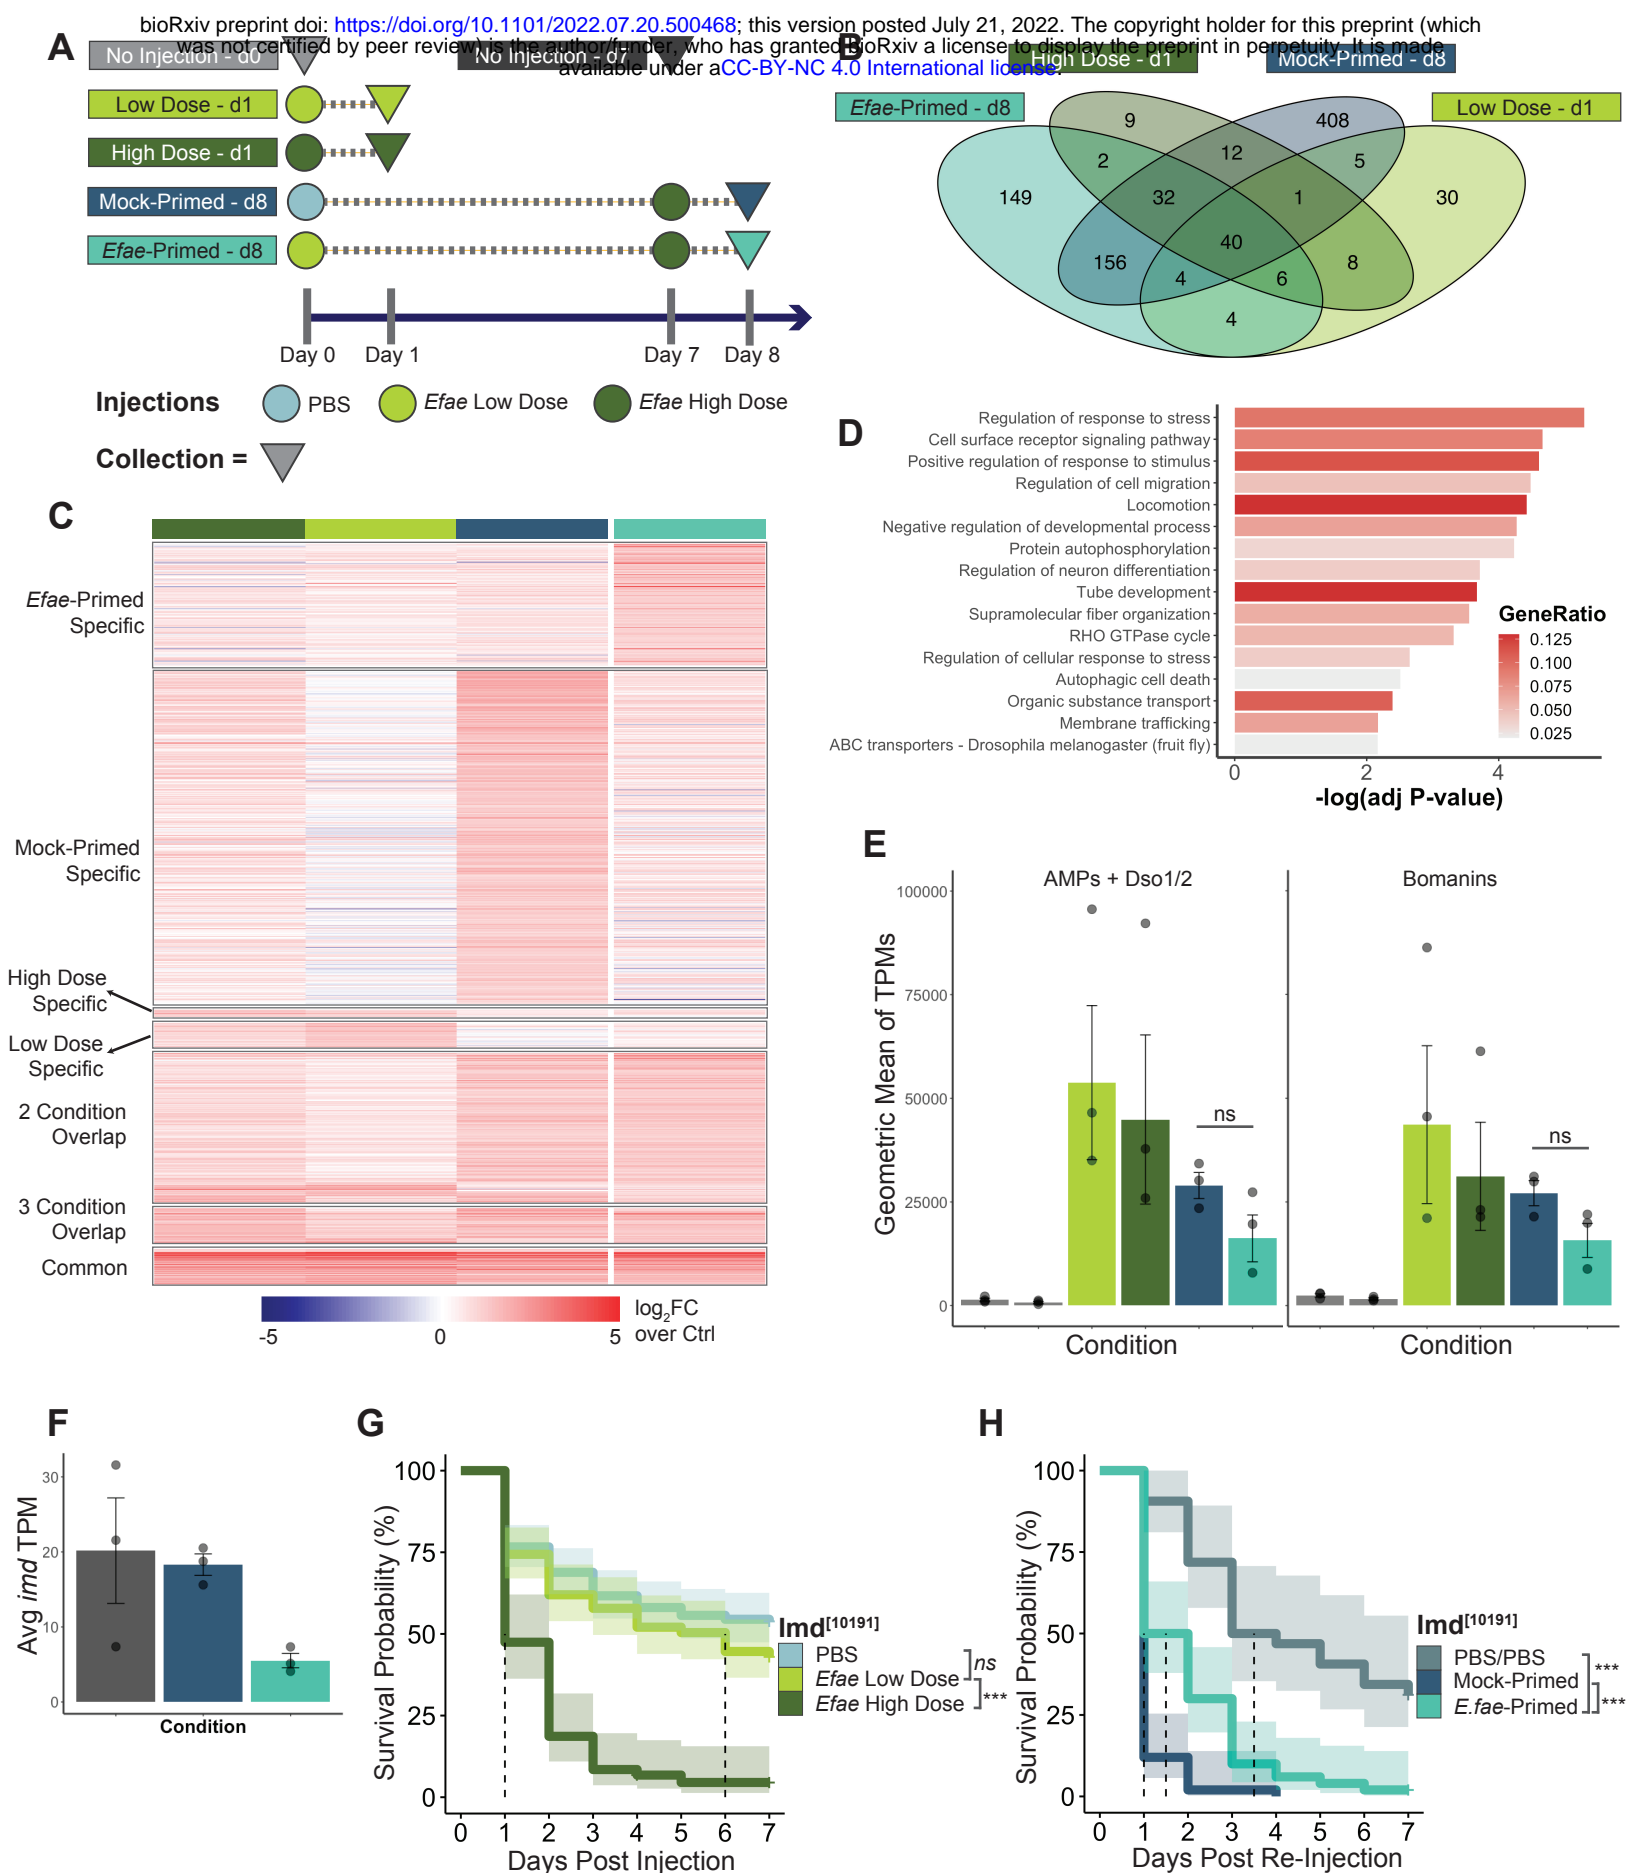 bioRxiv preprint doi: https://doi.org/10.1101/2022.07.20.500468; this version posted July 21, 2022. The copyright holder for this preprint (which
was not certified by peer review) is the author/funder, who has granted bioRxiv a license to display the preprint in perpetuity. It is made
available under aCC-BY-NC 4.0 International license.
A
No Injection - d0
No Injection - d7
Low Dose - d1
High Dose - d1
Mock-Primed - d8
Efae-Primed - d8
Day 0
Day 1
Day 7
Day 8
Injections
PBS
Efae Low Dose
Efae High Dose
Collection =
B
High Dose - d1
Mock-Primed - d8
Efae-Primed - d8
Low Dose - d1
9
408
2
12
5
149
32
1
30
40
156
4
6
8
4
C
Efae-Primed
Specific
Mock-Primed
Specific
High Dose
Specific
Low Dose
Specific
2 Condition
Overlap
3 Condition
Overlap
Common
-5
0
5
log2FC
over Ctrl
D
Regulation of response to stress
Cell surface receptor signaling pathway
Positive regulation of response to stimulus
Regulation of cell migration
Locomotion
Negative regulation of developmental process
Protein autophosphorylation
Regulation of neuron differentiation
Tube development
Supramolecular fiber organization
RHO GTPase cycle
Regulation of cellular response to stress
Autophagic cell death
Organic substance transport
Membrane trafficking
ABC transporters - Drosophila melanogaster (fruit fly)
0
2
4
-log(adj P-value)
GeneRatio
0.125
0.100
0.075
0.050
0.025
E
AMPs + Dso1/2
Bomanins
Geometric Mean of TPMs
100000
75000
50000
25000
0
ns
ns
Condition
Condition
F
Avg imd TPM
30
20
10
0
Condition
G
Survival Probability (%)
100
75
50
25
0
0
1
2
3
4
5
6
7
Days Post Injection
Imd[10191]
PBS
Efae Low Dose
Efae High Dose
ns
***
H
Survival Probability (%)
100
75
50
25
0
0
1
2
3
4
5
6
7
Days Post Re-Injection
Imd[10191]
PBS/PBS
Mock-Primed
E.fae-Primed
***
***